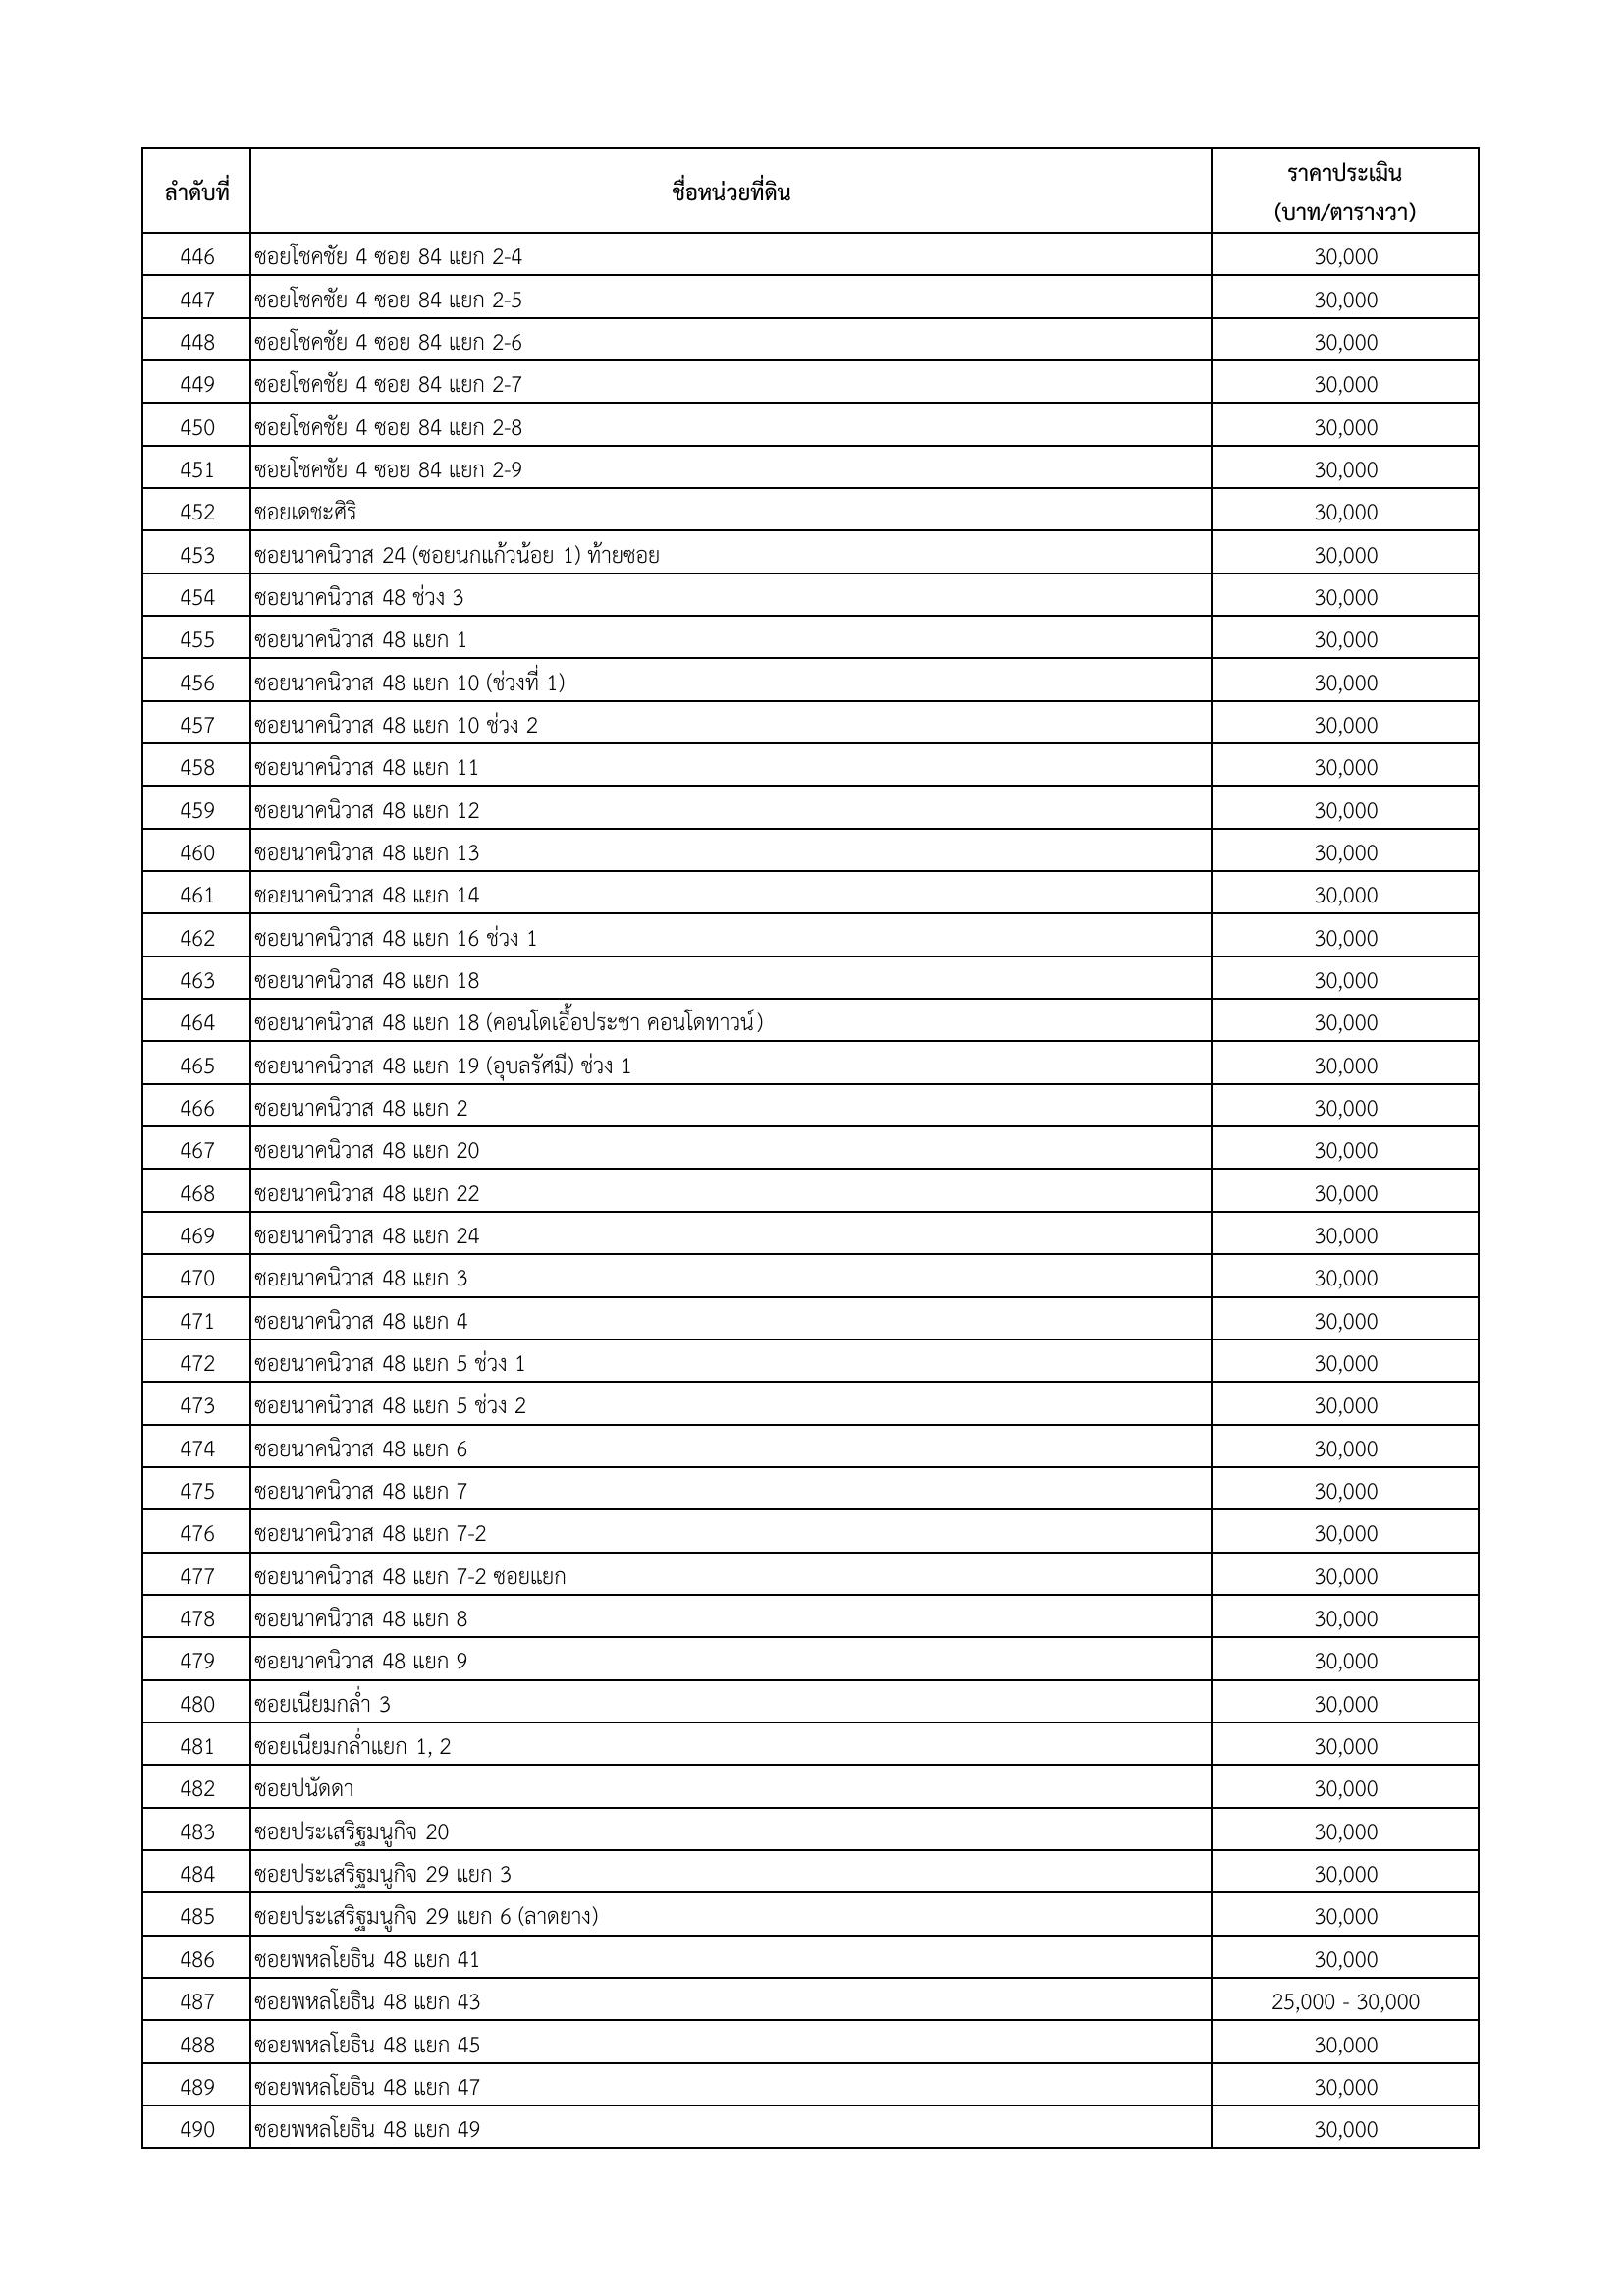 ลำดับที่ ชื่อหน่วยที่ดิน ราคาประเมิน (บาท/ตารางวา)
446 ซอยโชคชัย 4 ซอย 84 แยก 2-4 30,000
447 ซอยโชคชัย 4 ซอย 84 แยก 2-5 30,000
448 ซอยโชคชัย 4 ซอย 84 แยก 2-6 30,000
449 ซอยโชคชัย 4 ซอย 84 แยก 2-7 30,000
450 ซอยโชคชัย 4 ซอย 84 แยก 2-8 30,000
451 ซอยโชคชัย 4 ซอย 84 แยก 2-9 30,000
452 ซอยเดชะศิริ 30,000
453 ซอยนาคนิวาส 24 (ซอยนกแก้วน้อย 1) ท้ายซอย 30,000
454 ซอยนาคนิวาส 48 ช่วง 3 30,000
455 ซอยนาคนิวาส 48 แยก 1 30,000
456 ซอยนาคนิวาส 48 แยก 10 (ช่วงที่ 1) 30,000
457 ซอยนาคนิวาส 48 แยก 10 ช่วง 2 30,000
458 ซอยนาคนิวาส 48 แยก 11 30,000
459 ซอยนาคนิวาส 48 แยก 12 30,000
460 ซอยนาคนิวาส 48 แยก 13 30,000
461 ซอยนาคนิวาส 48 แยก 14 30,000
462 ซอยนาคนิวาส 48 แยก 16 ช่วง 1 30,000
463 ซอยนาคนิวาส 48 แยก 18 30,000
464 ซอยนาคนิวาส 48 แยก 18 (คอนโดเอื้อประชา คอนโดทาวน์) 30,000
465 ซอยนาคนิวาส 48 แยก 19 (อุบลรัศมี) ช่วง 1 30,000
466 ซอยนาคนิวาส 48 แยก 2 30,000
467 ซอยนาคนิวาส 48 แยก 20 30,000
468 ซอยนาคนิวาส 48 แยก 22 30,000
469 ซอยนาคนิวาส 48 แยก 24 30,000
470 ซอยนาคนิวาส 48 แยก 3 30,000
471 ซอยนาคนิวาส 48 แยก 4 30,000
472 ซอยนาคนิวาส 48 แยก 5 ช่วง 1 30,000
473 ซอยนาคนิวาส 48 แยก 5 ช่วง 2 30,000
474 ซอยนาคนิวาส 48 แยก 6 30,000
475 ซอยนาคนิวาส 48 แยก 7 30,000
476 ซอยนาคนิวาส 48 แยก 7-2 30,000
477 ซอยนาคนิวาส 48 แยก 7-2 ซอยแยก 30,000
478 ซอยนาคนิวาส 48 แยก 8 30,000
479 ซอยนาคนิวาส 48 แยก 9 30,000
480 ซอยเนียมกล่ำ 3 30,000
481 ซอยเนียมกล่ำแยก 1, 2 30,000
482 ซอยปนัดดา 30,000
483 ซอยประเสริฐมนูกิจ 20 30,000
484 ซอยประเสริฐมนูกิจ 29 แยก 3 30,000
485 ซอยประเสริฐมนูกิจ 29 แยก 6 (ลาดยาง) 30,000
486 ซอยพหลโยธิน 48 แยก 41 30,000
487 ซอยพหลโยธิน 48 แยก 43 25,000 - 30,000
488 ซอยพหลโยธิน 48 แยก 45 30,000
489 ซอยพหลโยธิน 48 แยก 47 30,000
490 ซอยพหลโยธิน 48 แยก 49 30,000